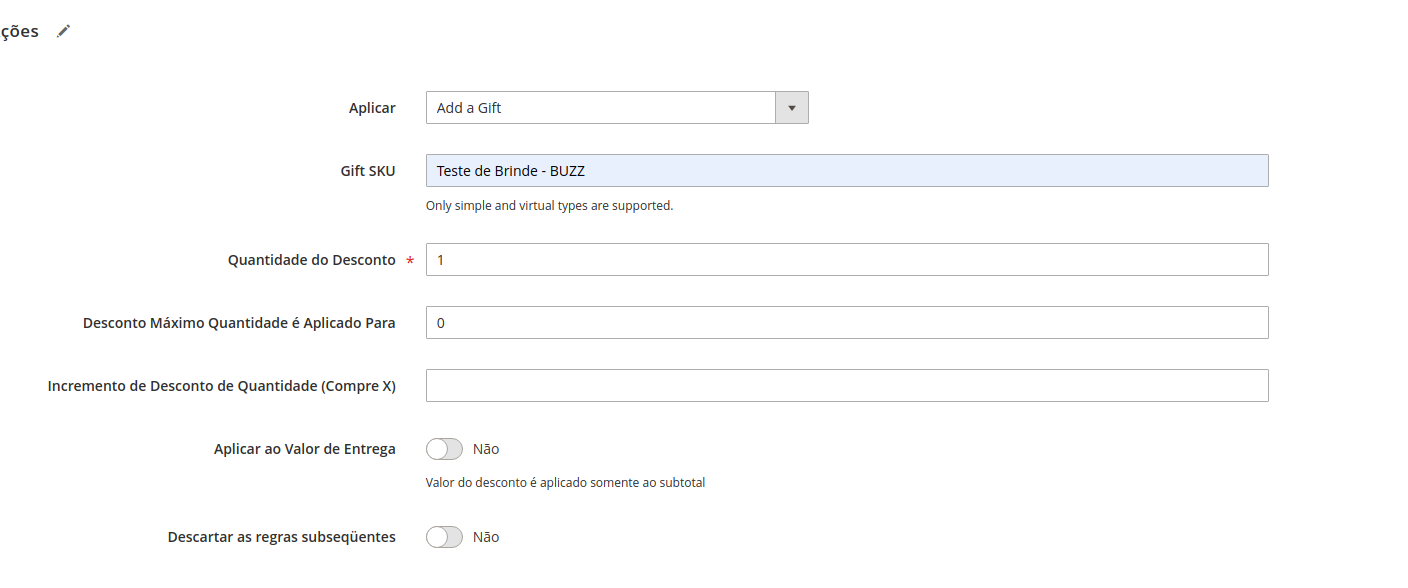 ções
Aplicar
Add a Gift
Gift SKU
Teste de Brinde - BUZZ
Only simple and virtual types are supported.
Quantidade do Desconto *
1
Desconto Máximo Quantidade é Aplicado Para
0
Incremento de Desconto de Quantidade (Compre X)
Aplicar ao Valor de Entrega
Não
Valor do desconto é aplicado somente ao subtotal
Descartar as regras subseqüentes
Não